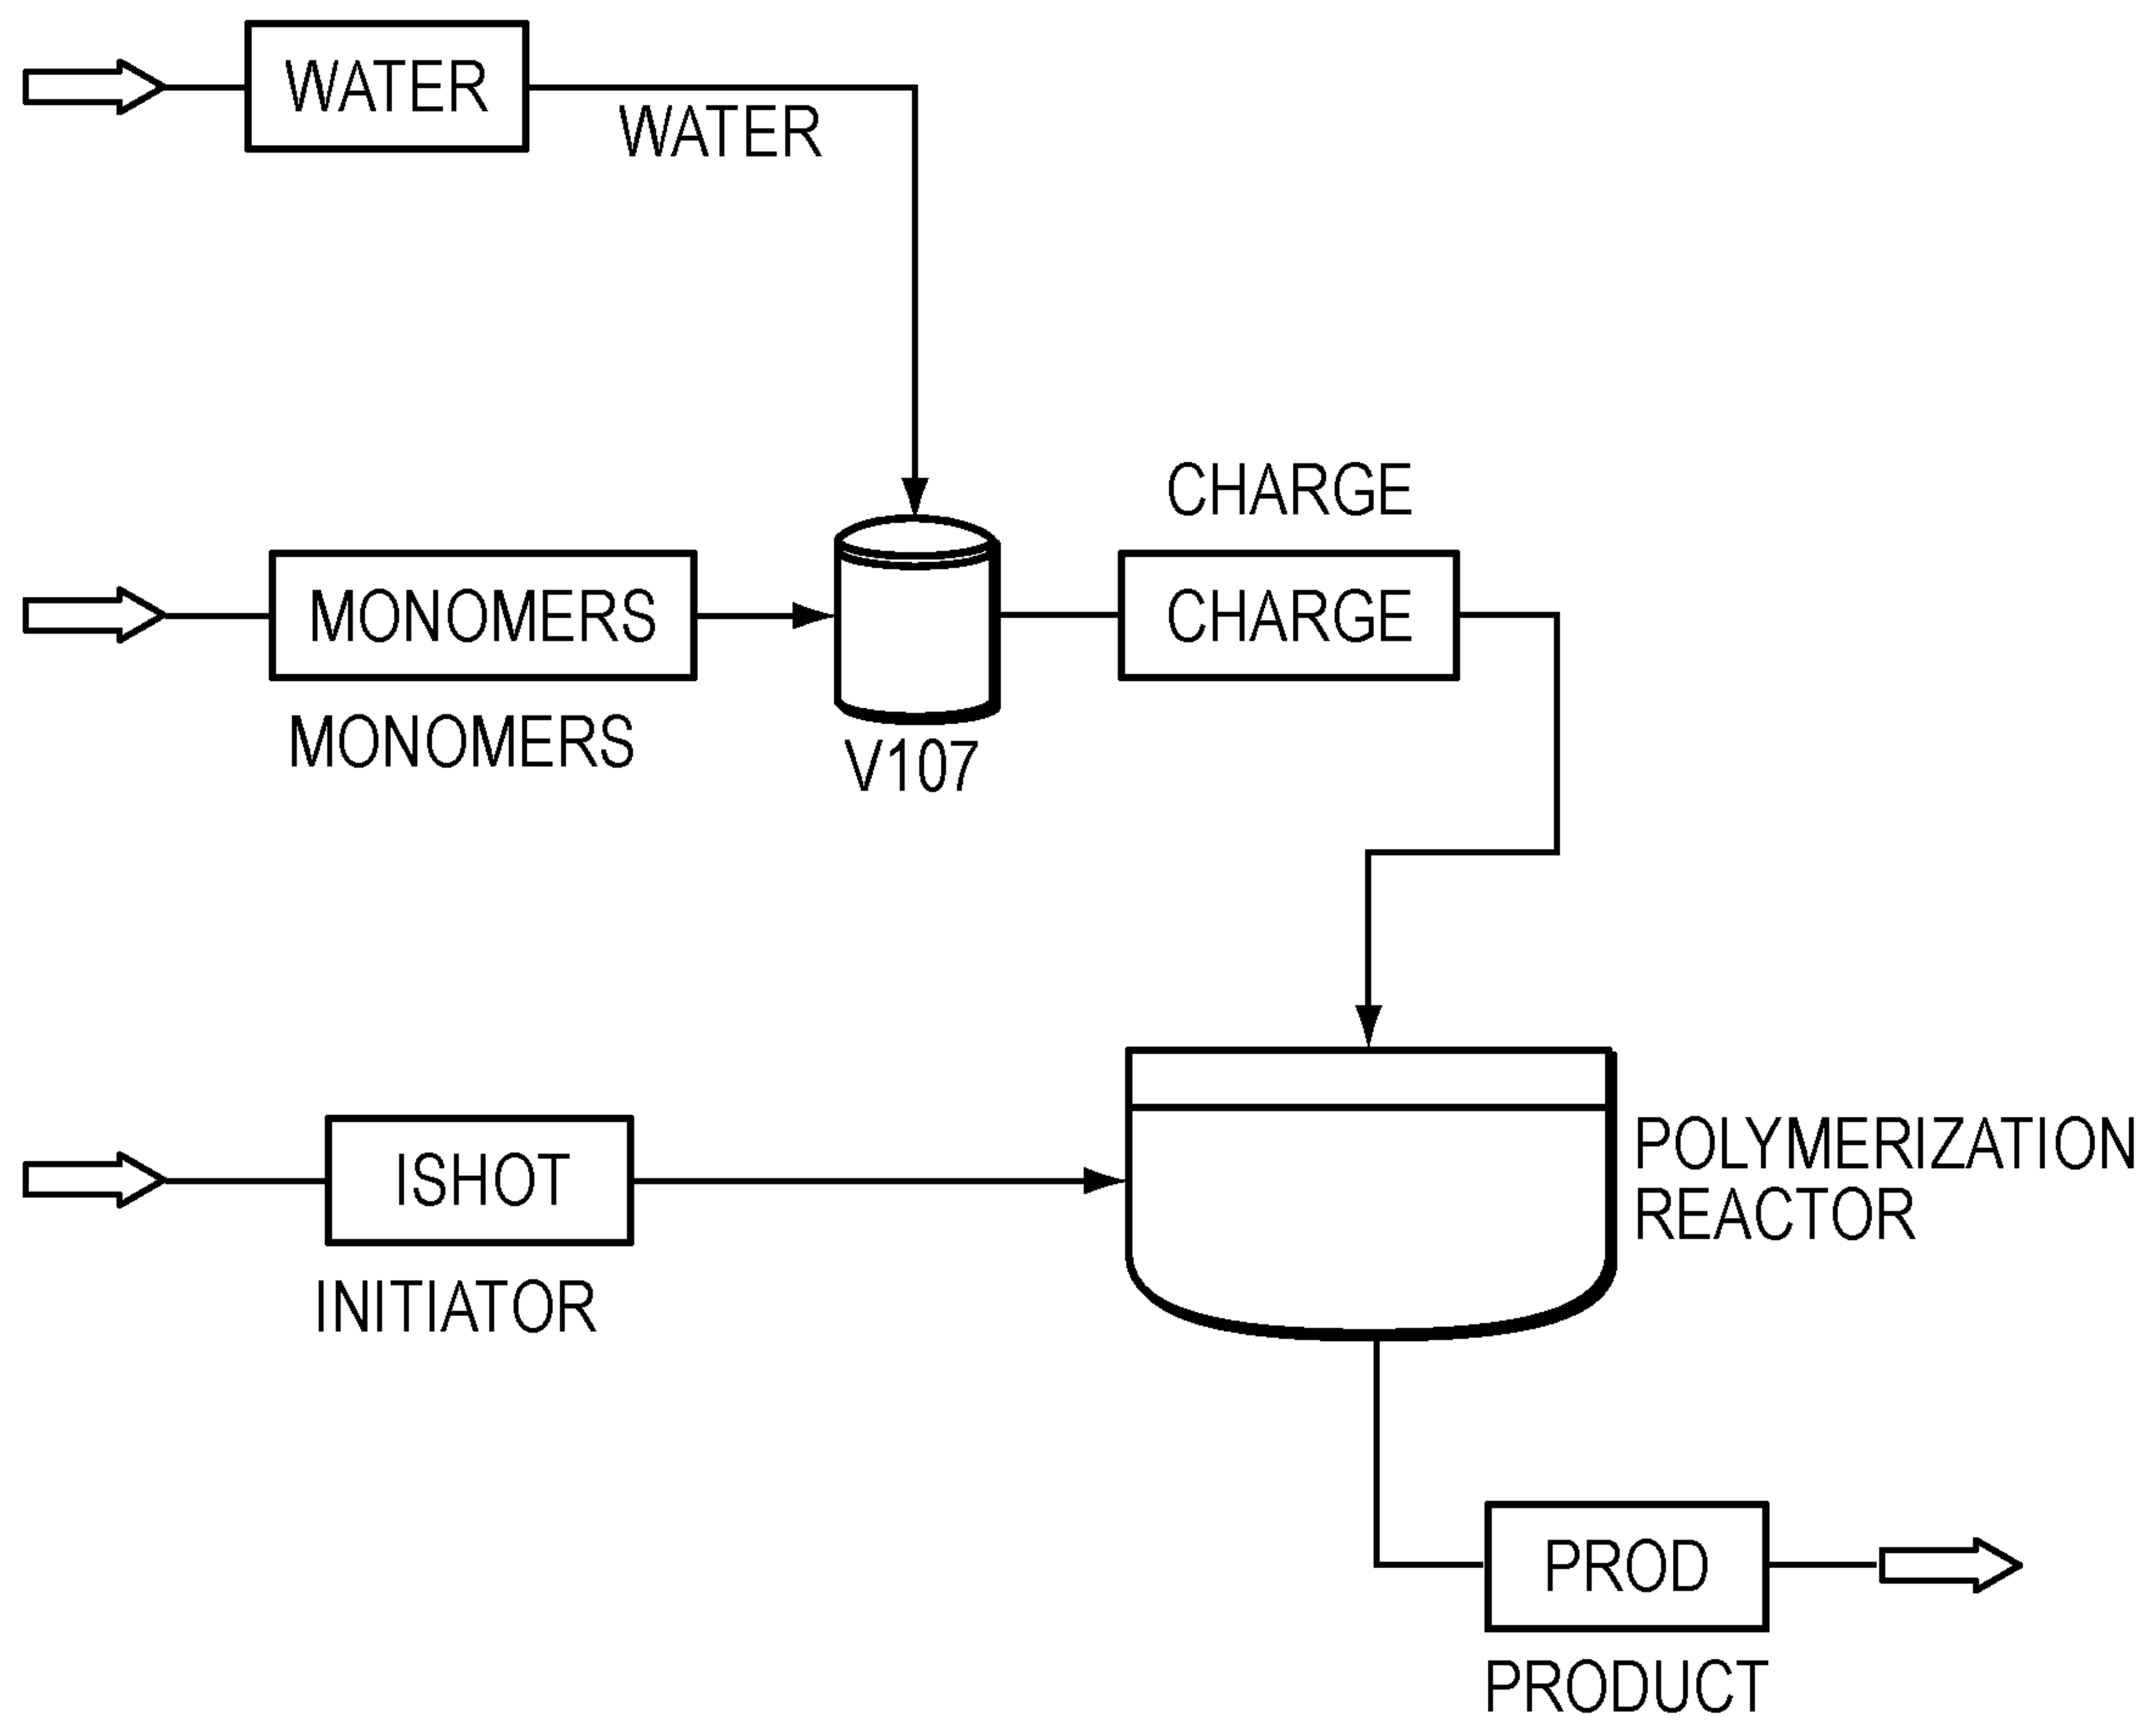 WATER
WATER
CHARGE
MONOMERS
CHARGE
MONOMERS
V107
ISHOT
POLYMERIZATION
REACTOR
INITIATOR
PROD
PRODUCT